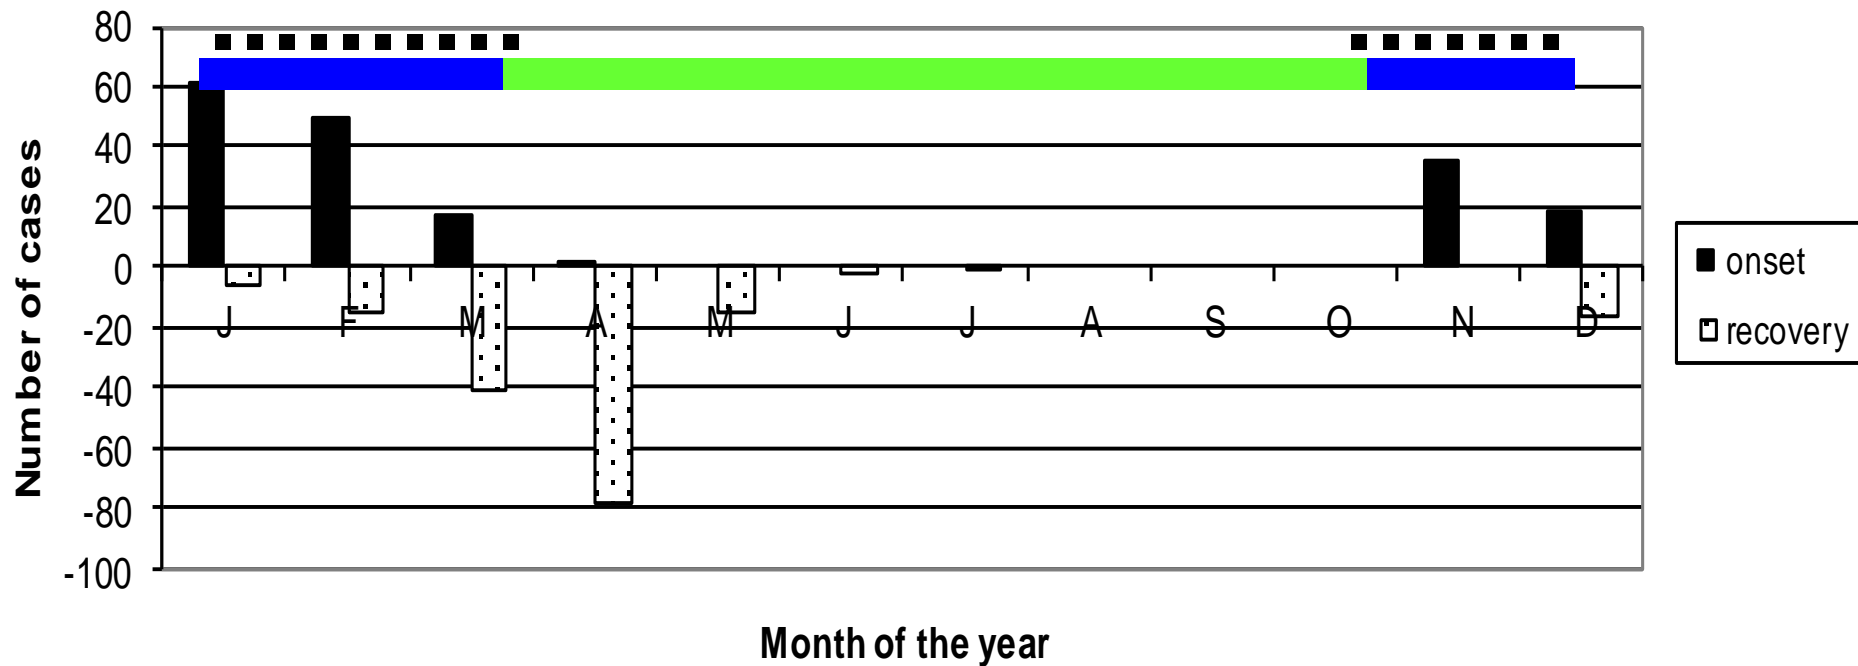 Number of cases
80
60
40
20
0
-20
-40
-60
-80
-100
J F M A M J J A S O N D
Month of the year
onset
recovery